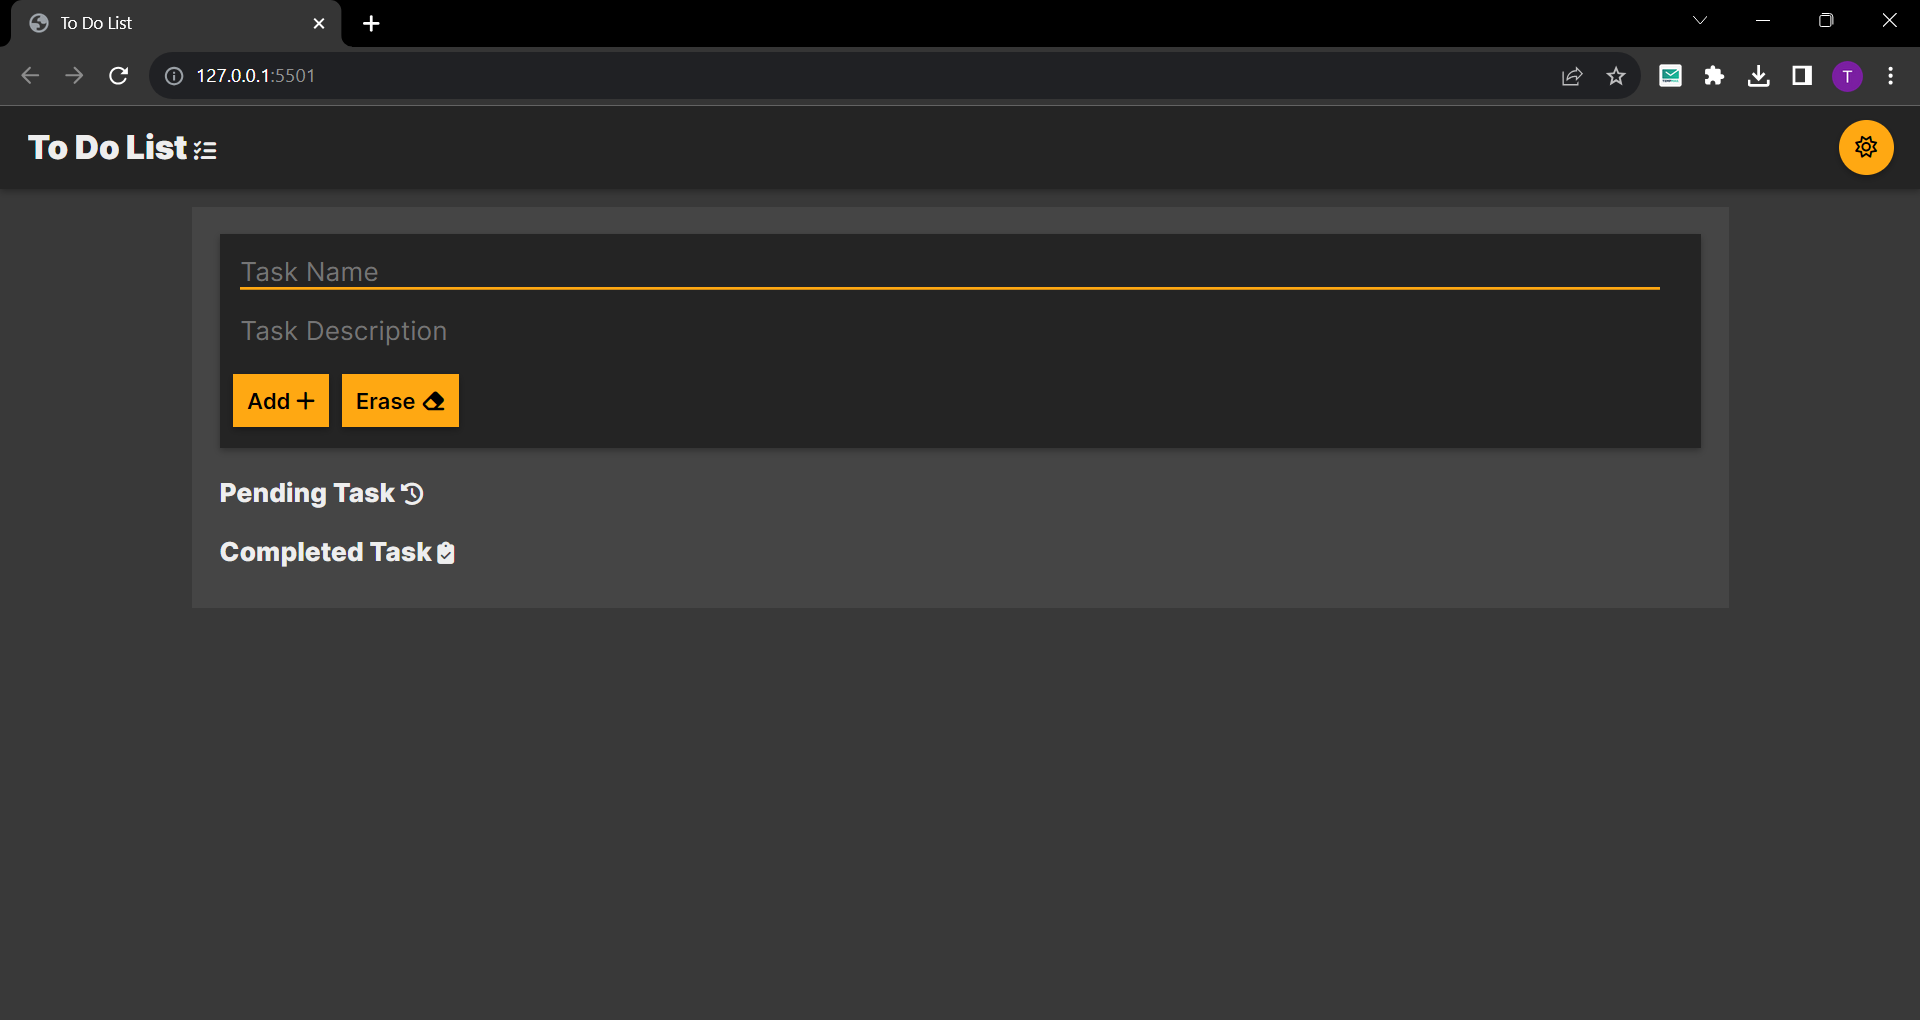 To Do List
127.0.0.1:5501
T
To Do List
Task Name
Task Description
Add
Erase
Pending Task
Completed Task